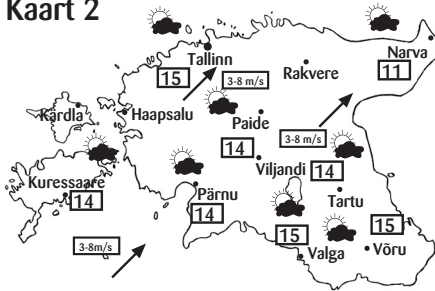 Kaart 2
Tallinn
15
3-8 m/s
Rakvere
Narva
11
Kärdla
Haapsalu
Paide
3-8 m/s
14
Viljandi
14
Kuressaare
14
Pärnu
14
Tartu
3-8m/s
15
Valga
15
Võru